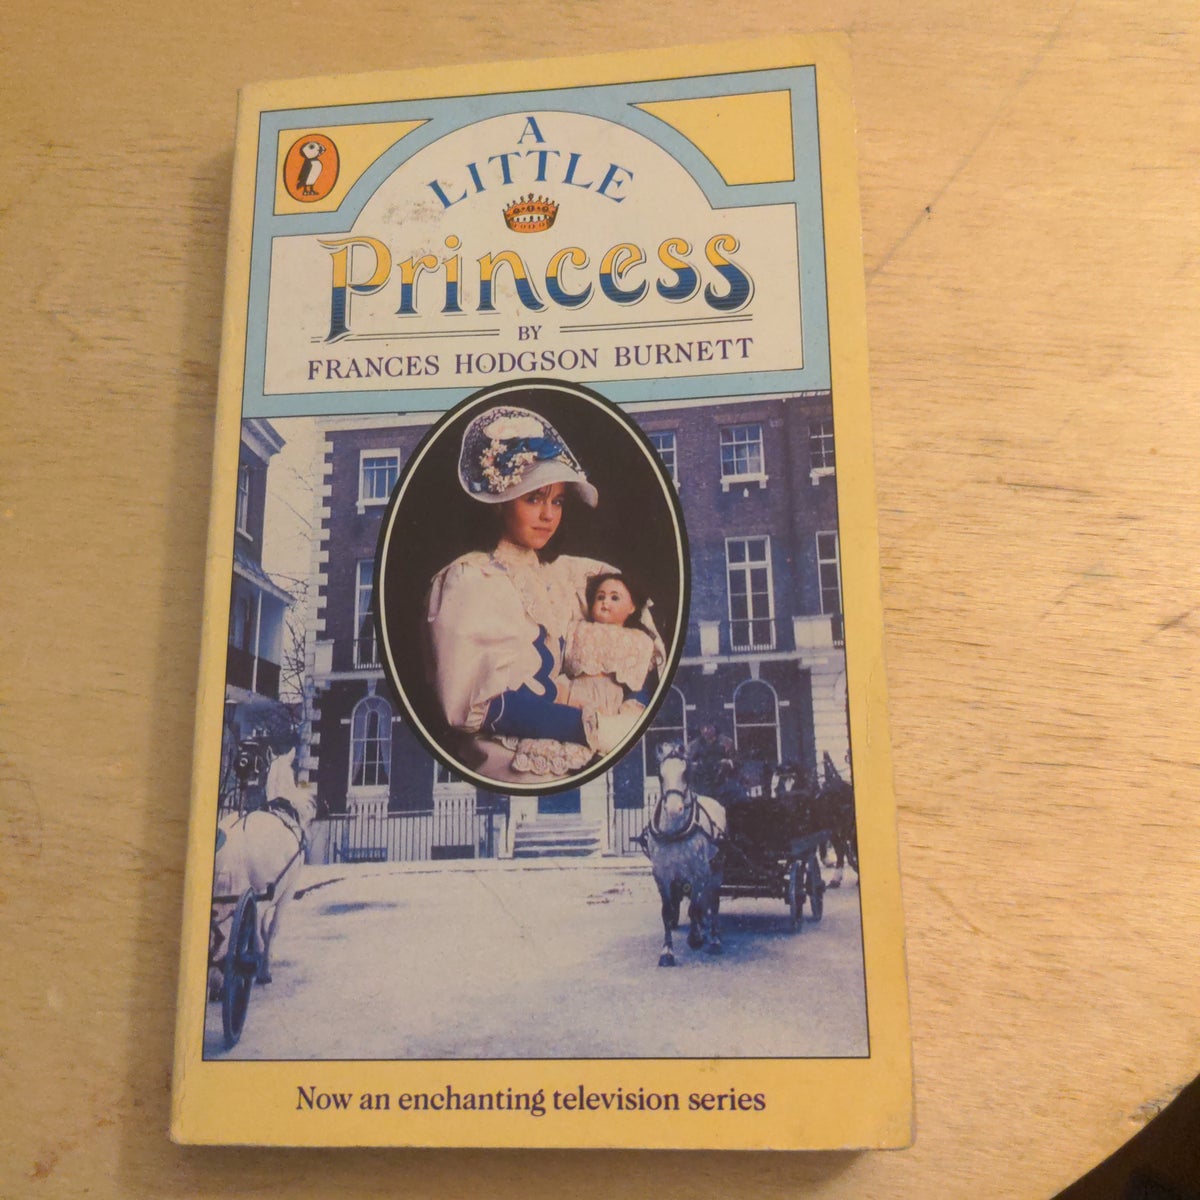 A
LITTLE
Princess
BY
FRANCES HODGSON BURNETT
Now an enchanting television series